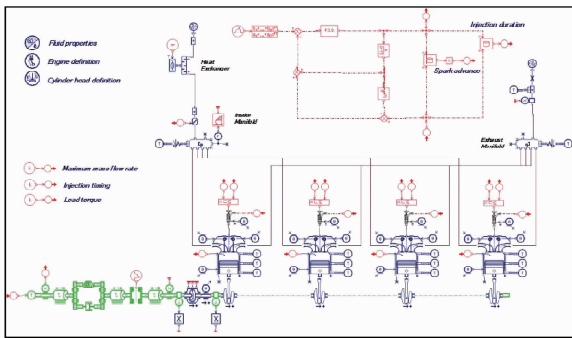 Fluid properties
Engine definition
Cylinder head definition
Heat
Exchanger
Injection duration
Spark advance
Intake
Manifold
Exhaust
Manifold
Maximum mass flow rate
Injection timing
Load torque